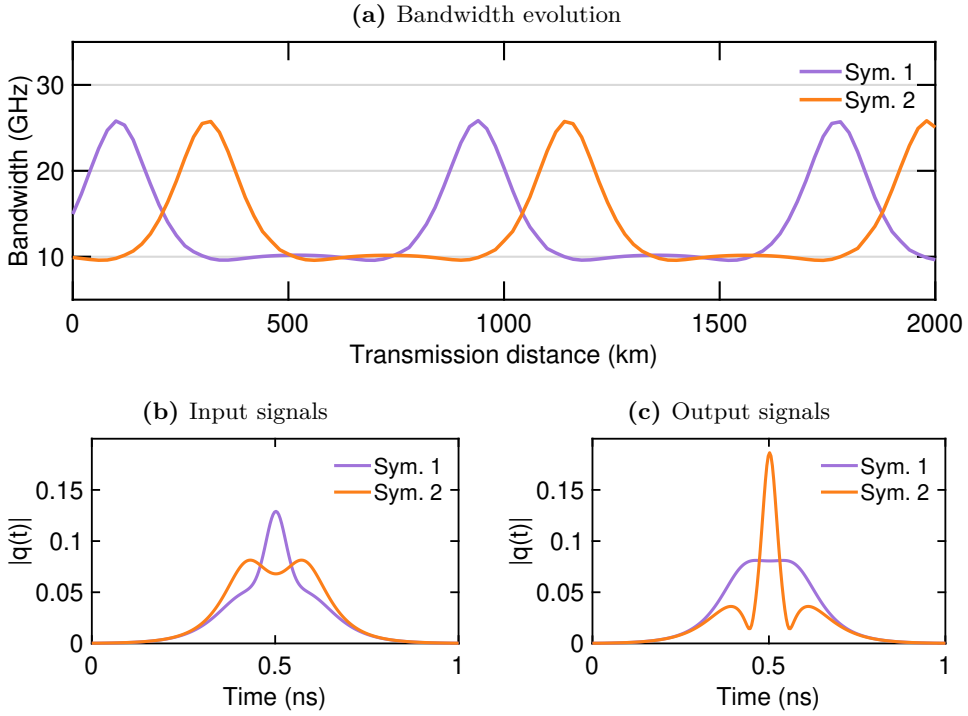 (a) Bandwidth evolution
Bandwidth (GHz)
30
20
10
Sym. 1
Sym. 2
0 500 1000 1500 2000
Transmission distance (km)
(b) Input signals
|q(t)|
0.15
0.1
0.05
0
Sym. 1
Sym. 2
0 0.5 1
Time (ns)
(c) Output signals
|q(t)|
0.15
0.1
0.05
0
Sym. 1
Sym. 2
0 0.5 1
Time (ns)